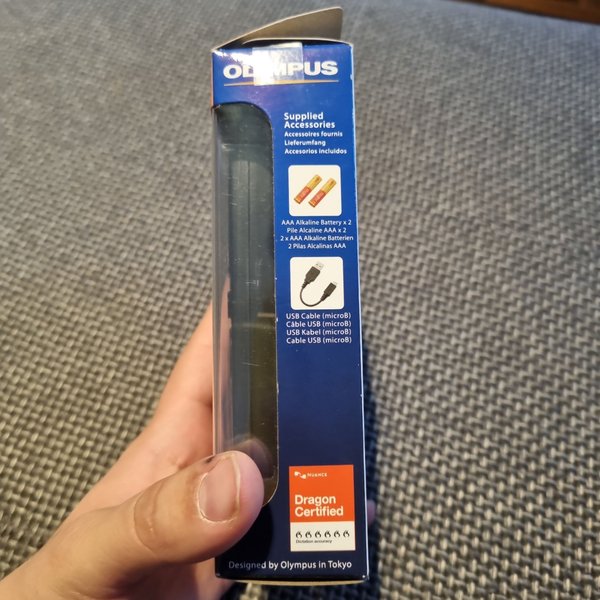 OLYMPUS
Supplied
Accessories
Accessoires fournis
Lieferumfang
Accesorios incluidos
AAA Alkaline Battery x 2
Pile Alcaline AAA x 2
2 x AAA Alkaline Batterien
2 Pilas Alcalinas AAA
USB Cable (microB)
Câble USB (microB)
USB Kabel (microB)
Cable USB (microB)
NUANCE
Dragon
Certified
Dictation accuracy
Designed by Olympus in Tokyo